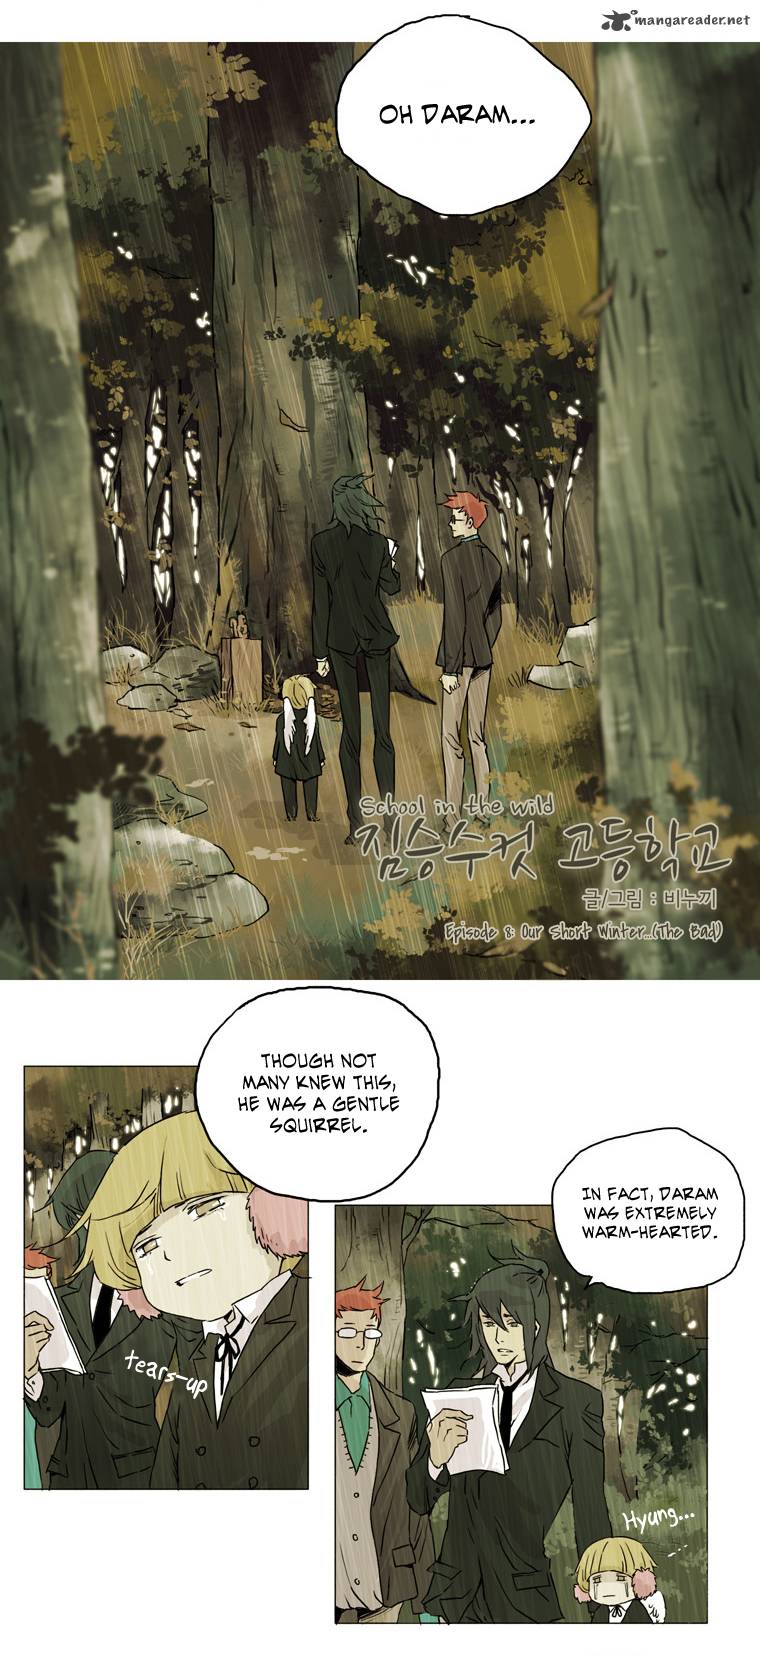 mangareader.net
OH DARAM...
School in the wild
짐승수컷 고등학교
글/그림 : 비누끼
Episode 8: Our Short Winter...(The Bad)
THOUGH NOT
MANY KNEW THIS,
HE WAS A GENTLE
SQUIRREL.
tears-up
IN FACT, DARAM
WAS EXTREMELY
WARM-HEARTED.
Hyung...